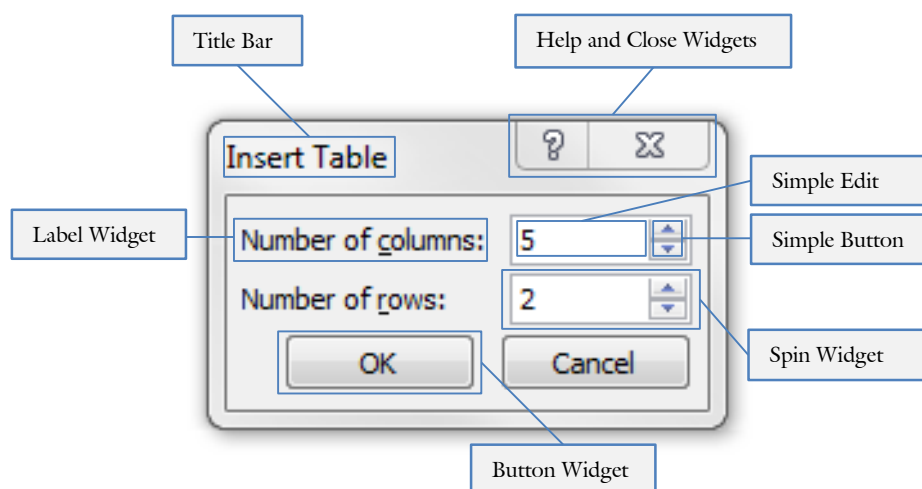 Title Bar
Help and Close Widgets
Insert Table
Simple Edit
Label Widget
Number of columns:
5
Simple Button
Number of rows:
2
Spin Widget
OK
Cancel
Button Widget